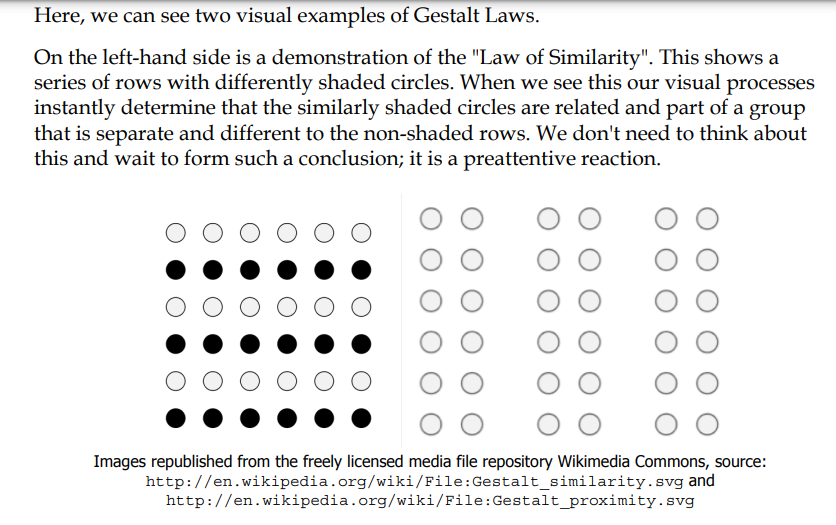 Here, we can see two visual examples of Gestalt Laws.
On the left-hand side is a demonstration of the "Law of Similarity". This shows a
series of rows with differently shaded circles. When we see this our visual processes
instantly determine that the similarly shaded circles are related and part of a group
that is separate and different to the non-shaded rows. We don't need to think about
this and wait to form such a conclusion; it is a preattentive reaction.
Images republished from the freely licensed media file repository Wikimedia Commons, source:
http://en.wikipedia.org/wiki/File:Gestalt_similarity.svg and
http://en.wikipedia.org/wiki/File:Gestalt_proximity.svg